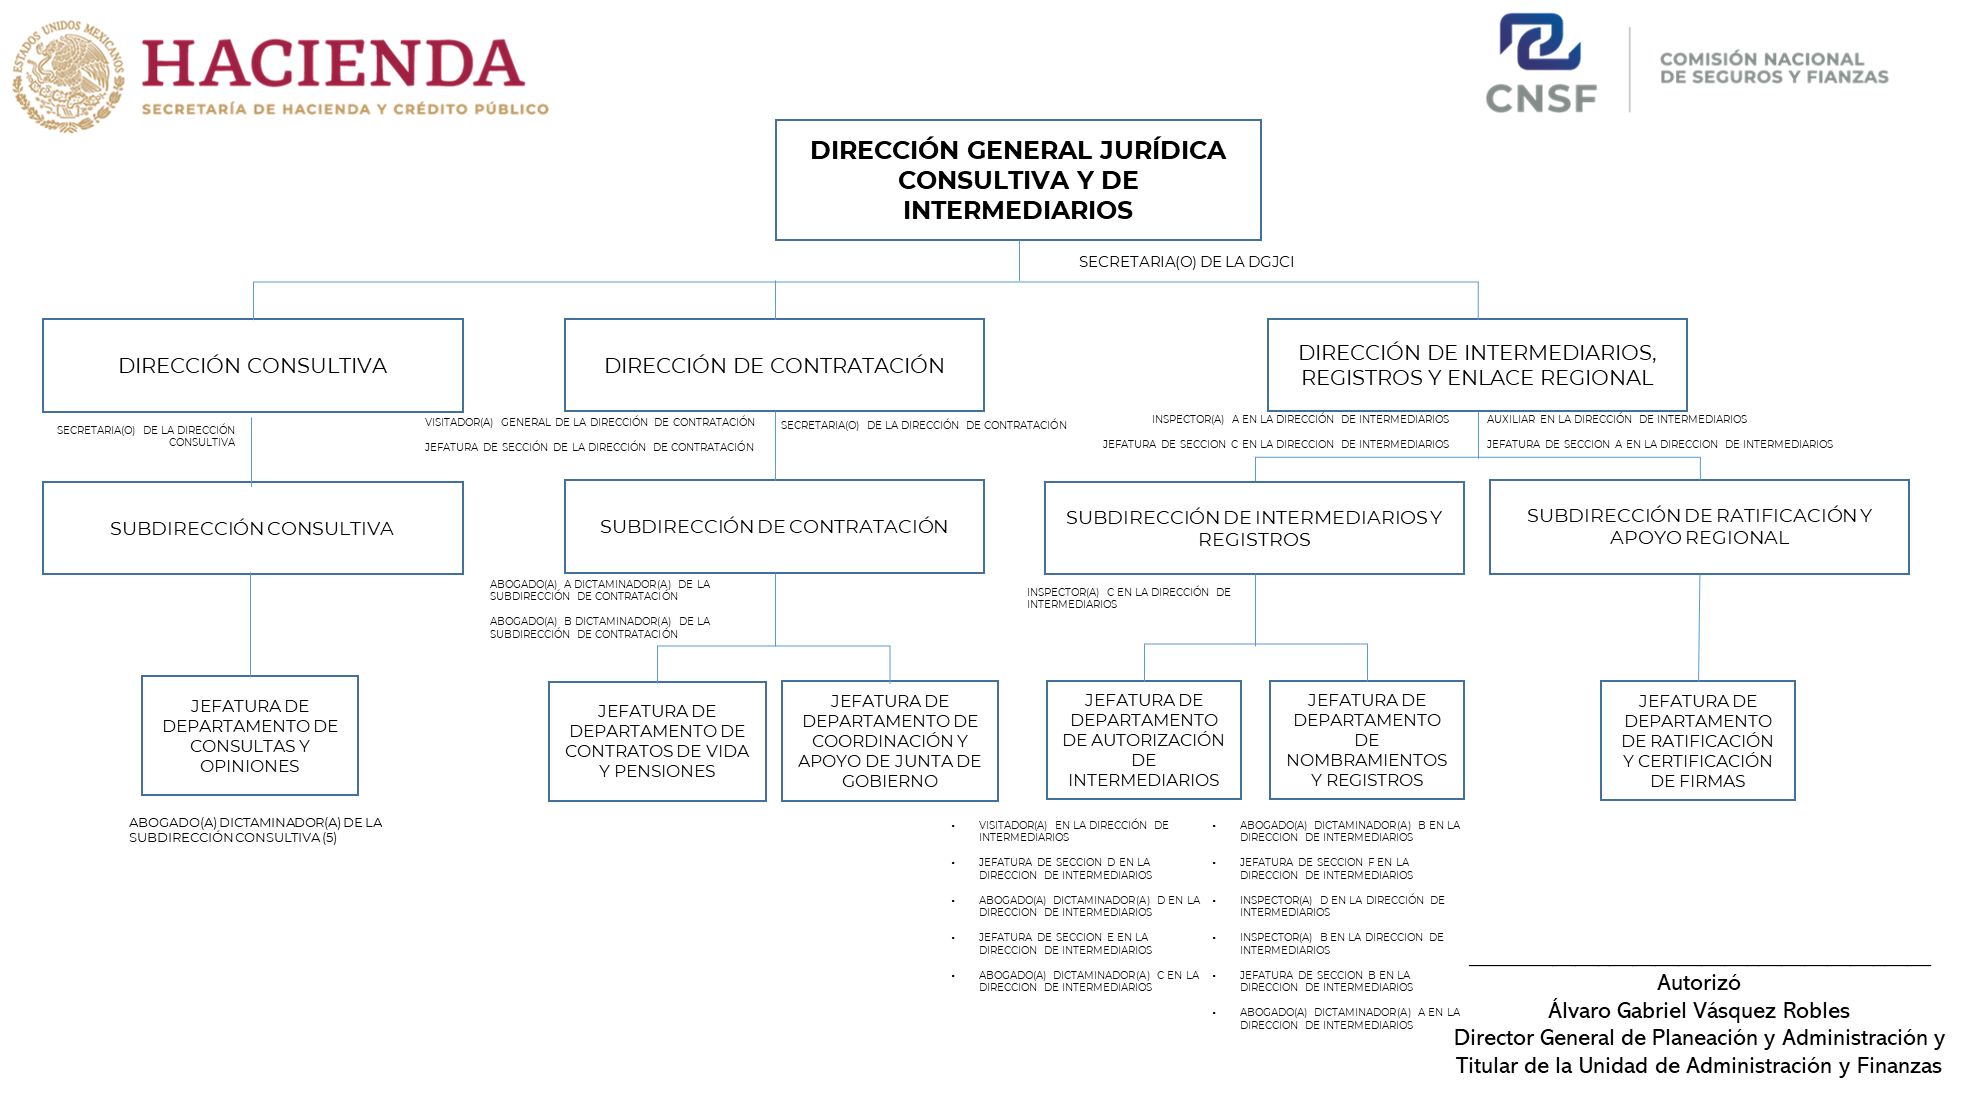 ESTADOS UNIDOS MEXICANOS
HACIENDA
SECRETARÍA DE HACIENDA Y CRÉDITO PÚBLICO
CNSF
COMISIÓN NACIONAL
DE SEGUROS Y FIANZAS
DIRECCIÓN GENERAL JURÍDICA
CONSULTIVA Y DE
INTERMEDIARIOS
SECRETARIA(O) DE LA DGJCI
DIRECCIÓN CONSULTIVA
DIRECCIÓN DE CONTRATACIÓN
DIRECCIÓN DE INTERMEDIARIOS,
REGISTROS Y ENLACE REGIONAL
SECRETARIA(O) DE LA DIRECCIÓN
CONSULTIVA
VISITADOR(A) GENERAL DE LA DIRECCIÓN DE CONTRATACIÓN
JEFATURA DE SECCIÓN DE LA DIRECCIÓN DE CONTRATACIÓN
SECRETARIA(O) DE LA DIRECCIÓN DE CONTRATACIÓN
INSPECTOR(A) A EN LA DIRECCIÓN DE INTERMEDIARIOS
JEFATURA DE SECCION C EN LA DIRECCION DE INTERMEDIARIOS
AUXILIAR EN LA DIRECCIÓN DE INTERMEDIARIOS
JEFATURA DE SECCION A EN LA DIRECCION DE INTERMEDIARIOS
SUBDIRECCIÓN CONSULTIVA
SUBDIRECCIÓN DE CONTRATACIÓN
SUBDIRECCIÓN DE INTERMEDIARIOS Y
REGISTROS
SUBDIRECCIÓN DE RATIFICACIÓN Y
APOYO REGIONAL
ABOGADO(A) A DICTAMINADOR(A) DE LA
SUBDIRECCIÓN DE CONTRATACIÓN
ABOGADO(A) B DICTAMINADOR(A) DE LA
SUBDIRECCIÓN DE CONTRATACIÓN
INSPECTOR(A) C EN LA DIRECCIÓN DE
INTERMEDIARIOS
JEFATURA DE
DEPARTAMENTO DE
CONSULTAS Y
OPINIONES
JEFATURA DE
DEPARTAMENTO DE
CONTRATOS DE VIDA
Y PENSIONES
JEFATURA DE
DEPARTAMENTO DE
COORDINACIÓN Y
APOYO DE JUNTA DE
GOBIERNO
JEFATURA DE
DEPARTAMENTO
DE AUTORIZACIÓN
DE
INTERMEDIARIOS
JEFATURA DE
DEPARTAMENTO
DE
NOMBRAMIENTOS
Y REGISTROS
JEFATURA DE
DEPARTAMENTO
DE RATIFICACIÓN
Y CERTIFICACIÓN
DE FIRMAS
ABOGADO(A) DICTAMINADOR(A) DE LA
SUBDIRECCIÓN CONSULTIVA (5)
• VISITADOR(A) EN LA DIRECCIÓN DE
INTERMEDIARIOS
• JEFATURA DE SECCION D EN LA
DIRECCION DE INTERMEDIARIOS
• ABOGADO(A) DICTAMINADOR(A) D EN LA
DIRECCION DE INTERMEDIARIOS
• JEFATURA DE SECCION E EN LA
DIRECCION DE INTERMEDIARIOS
• ABOGADO(A) DICTAMINADOR(A) C EN LA
DIRECCION DE INTERMEDIARIOS
• ABOGADO(A) DICTAMINADOR(A) B EN LA
DIRECCION DE INTERMEDIARIOS
• JEFATURA DE SECCION F EN LA
DIRECCION DE INTERMEDIARIOS
• INSPECTOR(A) D EN LA DIRECCIÓN DE
INTERMEDIARIOS
• INSPECTOR(A) B EN LA DIRECCION DE
INTERMEDIARIOS
• JEFATURA DE SECCION B EN LA
DIRECCION DE INTERMEDIARIOS
• ABOGADO(A) DICTAMINADOR(A) A EN LA
DIRECCION DE INTERMEDIARIOS
Autorizó
Álvaro Gabriel Vásquez Robles
Director General de Planeación y Administración y
Titular de la Unidad de Administración y Finanzas